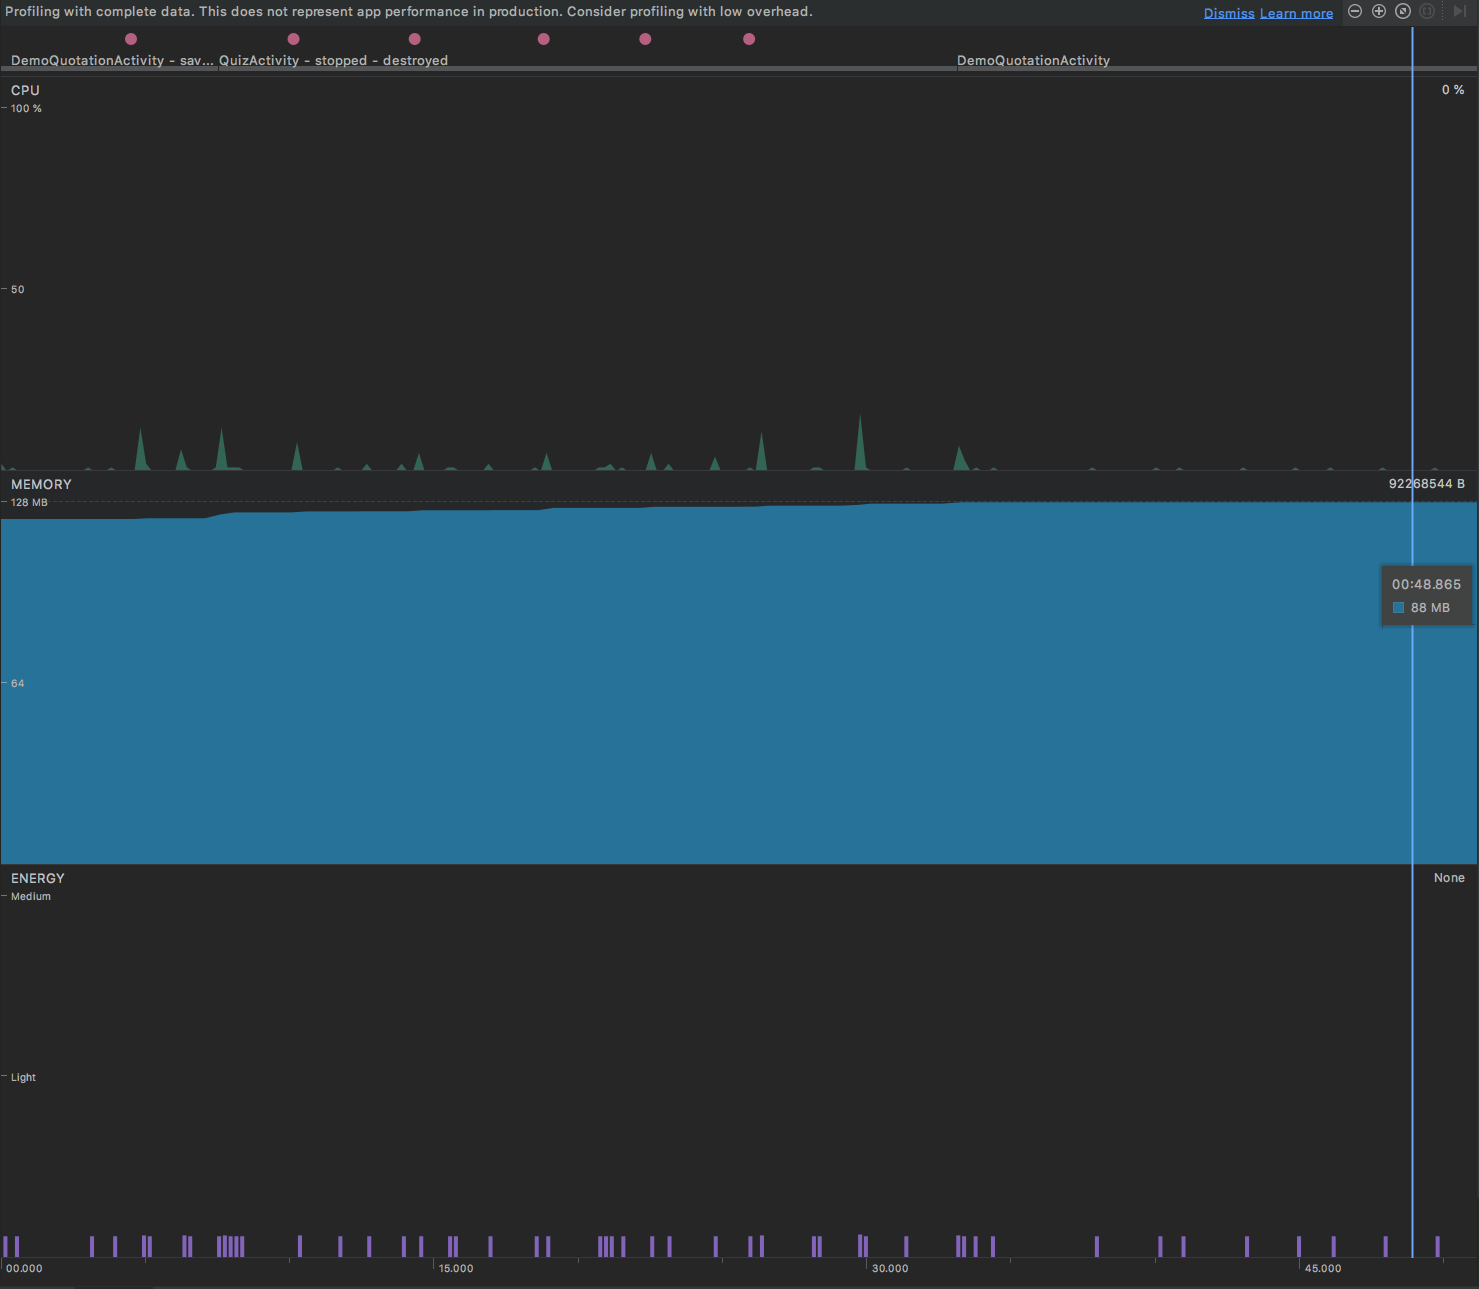 Profiling with complete data. This does not represent app performance in production. Consider profiling with low overhead. Dismiss Learn more
DemoQuotationActivity - sav... QuizActivity - stopped - destroyed DemoQuotationActivity
CPU 0 %
100 %
50
MEMORY 92268544 B
128 MB
00:48.865
88 MB
64
ENERGY None
Medium
Light
00.000 15.000 30.000 45.000